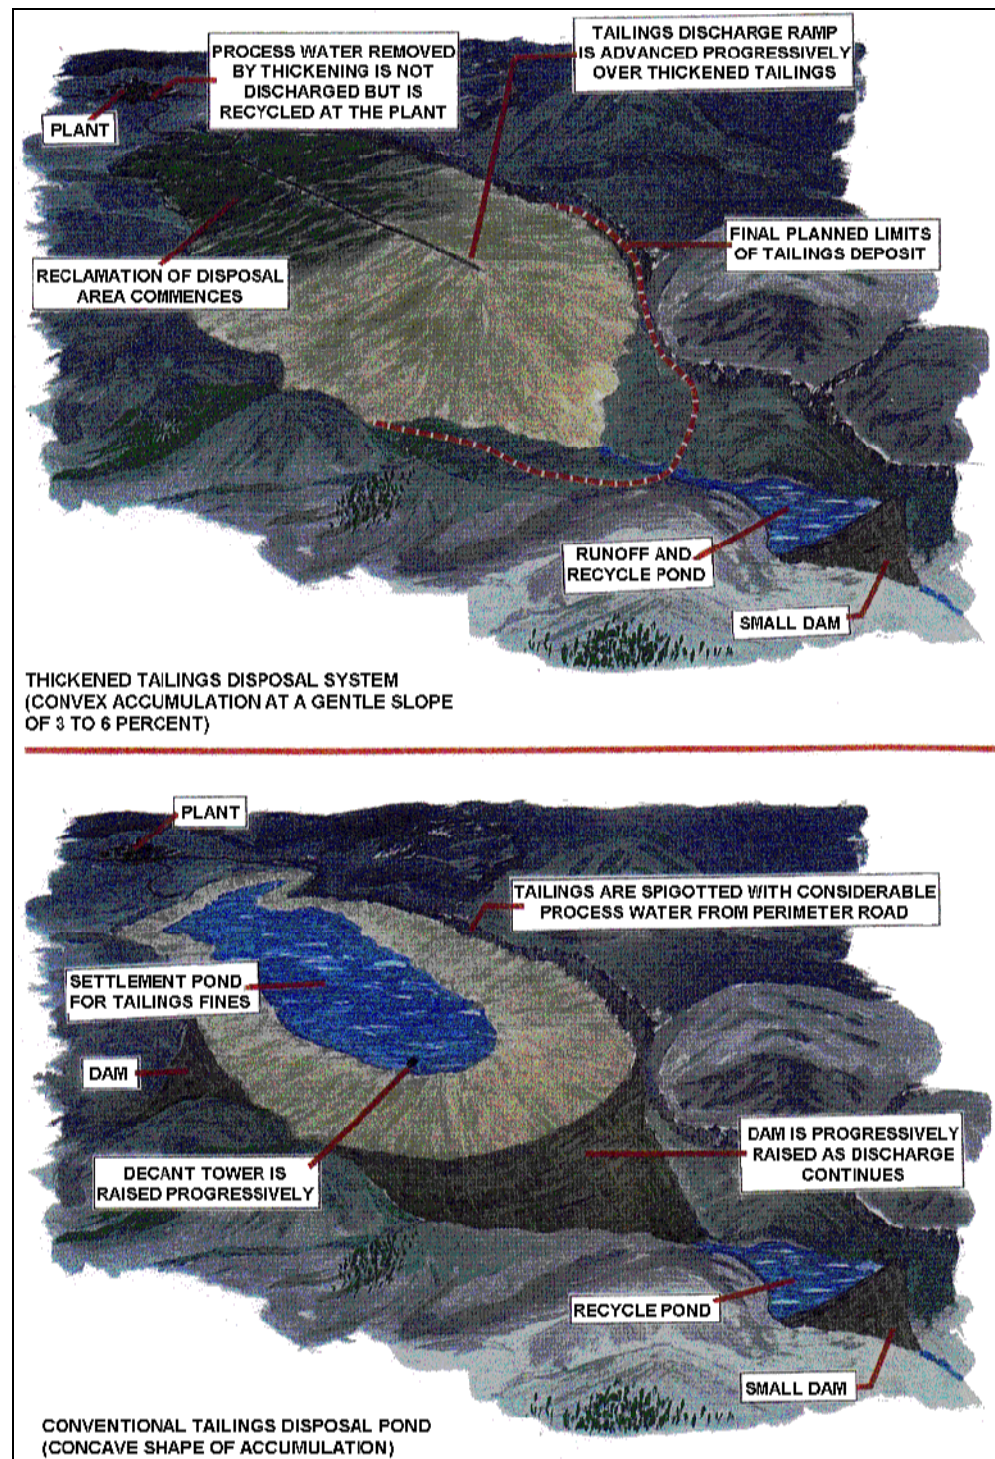 PROCESS WATER REMOVED
BY THICKENING IS NOT
DISCHARGED BUT IS
RECYCLED AT THE PLANT
TAILINGS DISCHARGE RAMP
IS ADVANCED PROGRESSIVELY
OVER THICKENED TAILINGS
PLANT
FINAL PLANNED LIMITS
OF TAILINGS DEPOSIT
RECLAMATION OF DISPOSAL
AREA COMMENCES
RUNOFF AND
RECYCLE POND
SMALL DAM
THICKENED TAILINGS DISPOSAL SYSTEM
(CONVEX ACCUMULATION AT A GENTLE SLOPE
OF 3 TO 6 PERCENT)
PLANT
TAILINGS ARE SPIGOTTED WITH CONSIDERABLE
PROCESS WATER FROM PERIMETER ROAD
SETTLEMENT POND
FOR TAILINGS FINES
DAM
DAM IS PROGRESSIVELY
RAISED AS DISCHARGE
CONTINUES
DECANT TOWER IS
RAISED PROGRESSIVELY
RECYCLE POND
SMALL DAM
CONVENTIONAL TAILINGS DISPOSAL POND
(CONCAVE SHAPE OF ACCUMULATION)